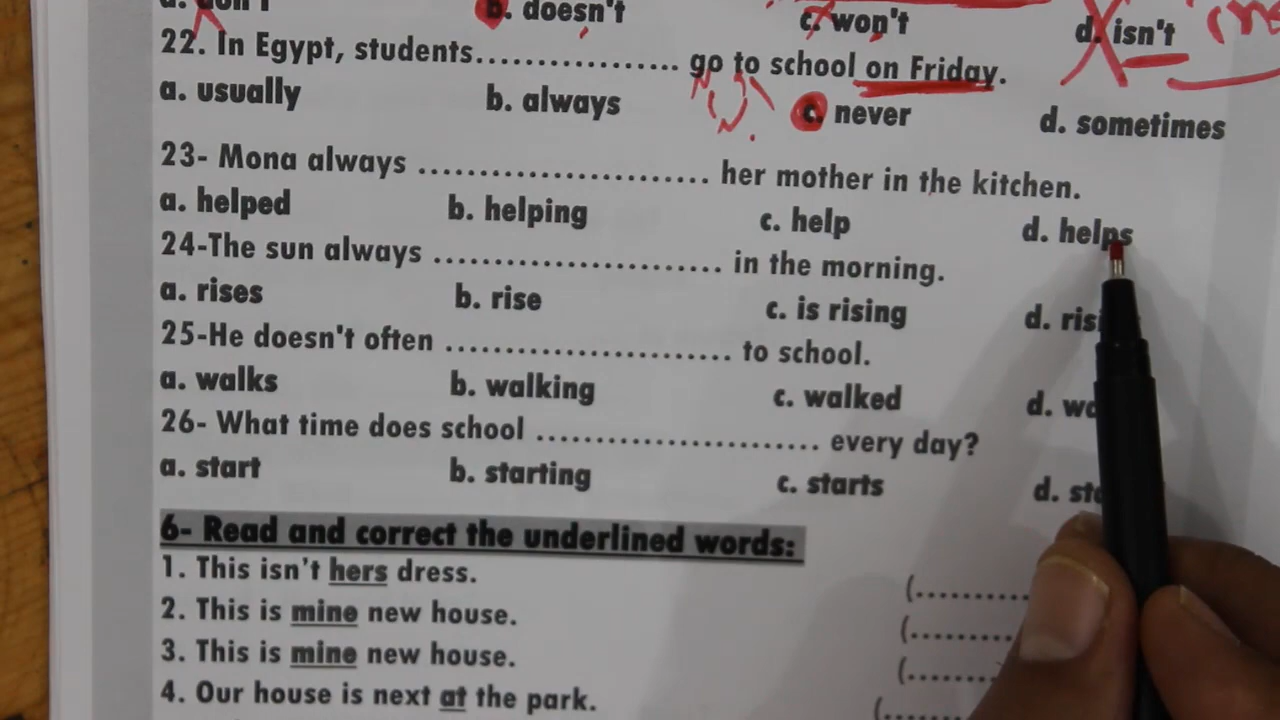 b. doesn't c. won't d. isn't
22. In Egypt, students................. go to school on Friday.
a. usually b. always c. never d. sometimes
23- Mona always ........................ her mother in the kitchen.
a. helped b. helping c. help d. helps
24-The sun always ........................ in the morning.
a. rises b. rise c. is rising d.
25-He doesn't often ........................ to school.
a. walks b. walking c. walked d.
26- What time does school ........................ every day?
a. start b. starting c. starts d.
6- Read and correct the underlined words:
1. This isn't hers dress. (..........
2. This is mine new house. (..........
3. This is mine new house. (..........
4. Our house is next at the park. (......